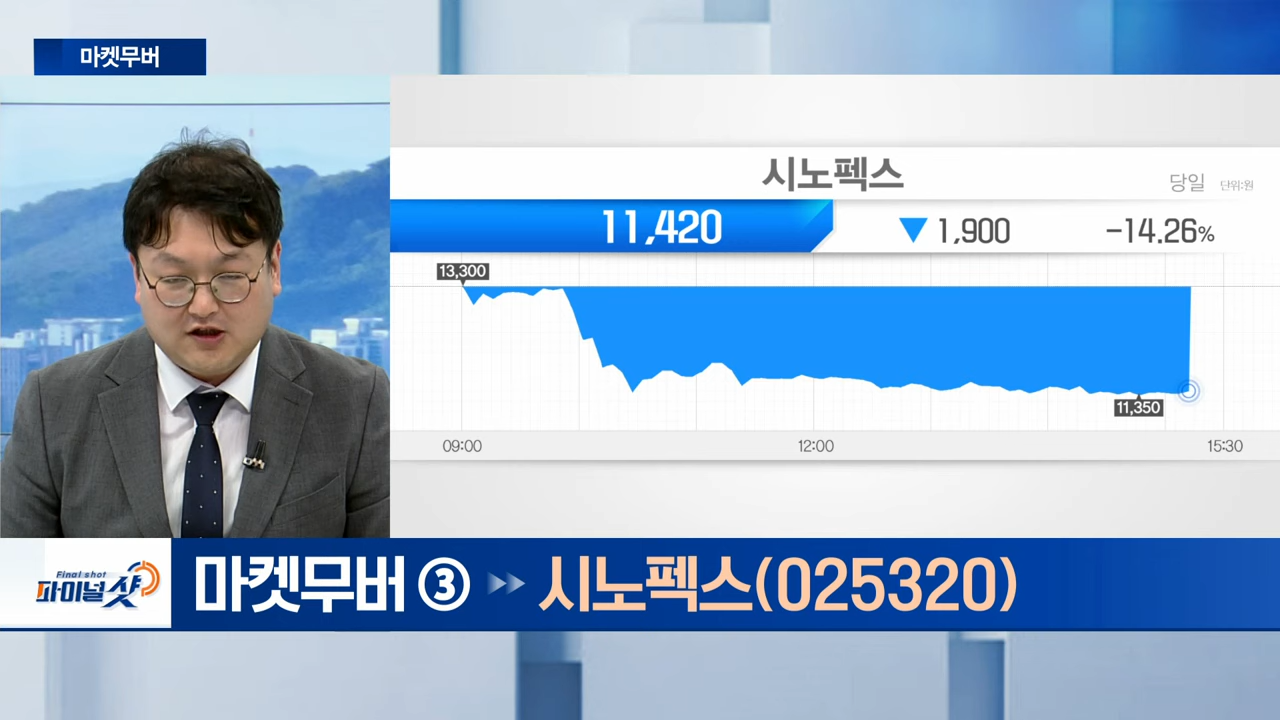 마켓무버
시노펙스
당일 단위:원
11,420 ▼ 1,900 -14.26%
13,300
11,350
09:00 12:00 15:30
Final shot
파이널샷
마켓무버 ③ 시노펙스(025320)